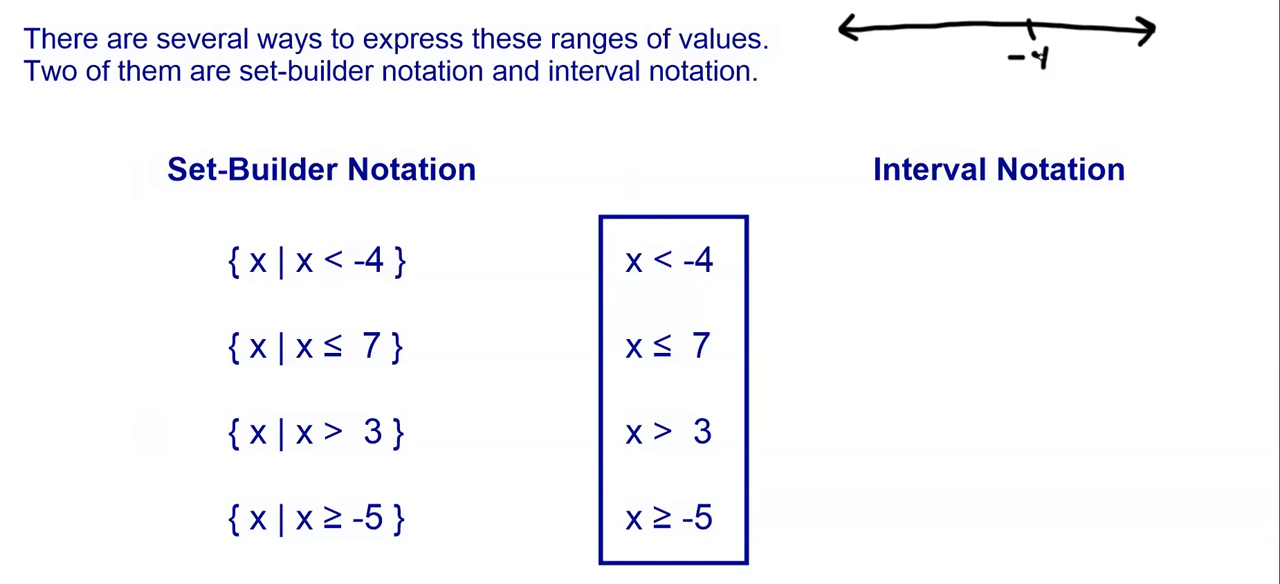 There are several ways to express these ranges of values.
Two of them are set-builder notation and interval notation.
-4
Set-Builder Notation
Interval Notation
{ x | x < -4 }
x < -4
{ x | x ≤ 7 }
x ≤ 7
{ x | x > 3 }
x > 3
{ x | x ≥ -5 }
x ≥ -5